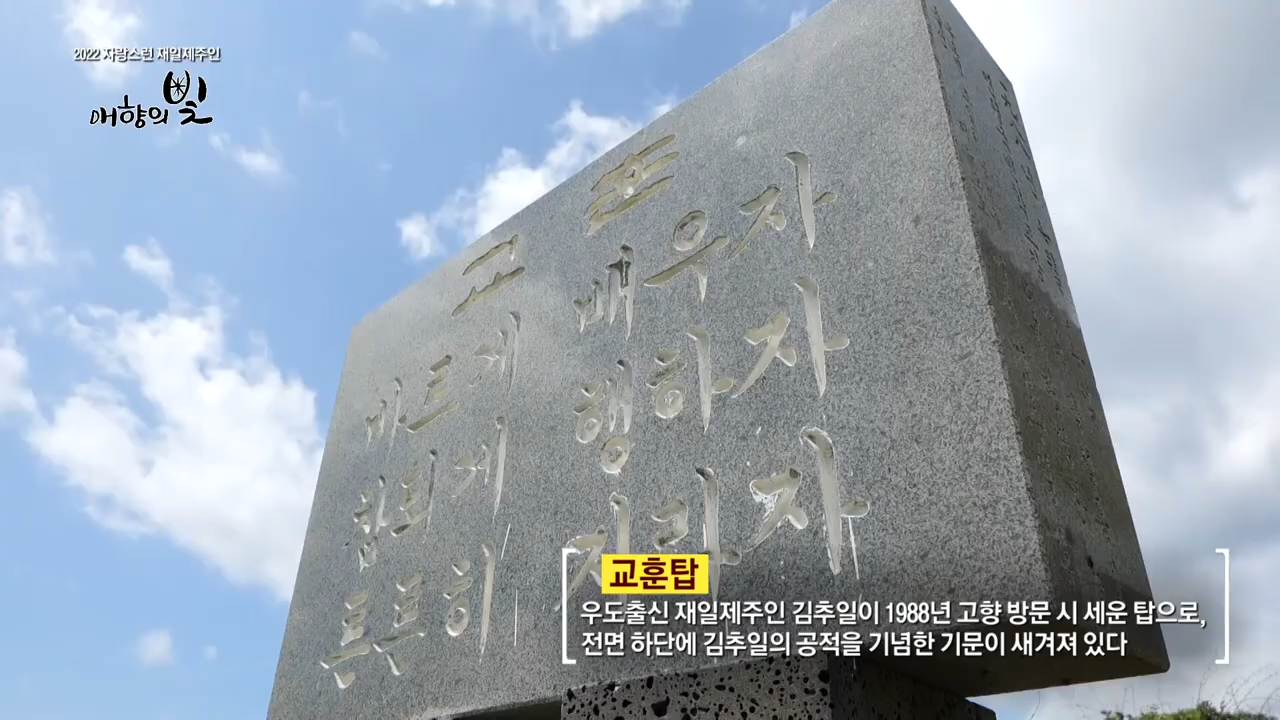 2022 자랑스런 재일제주인
애향의 빛
교훈
바르게 배우자
참되게 행하자
튼튼히 자라자
교훈탑
우도출신 재일제주인 김추일이 1988년 고향 방문 시 세운 탑으로,
전면 하단에 김추일의 공적을 기념한 기문이 새겨져 있다